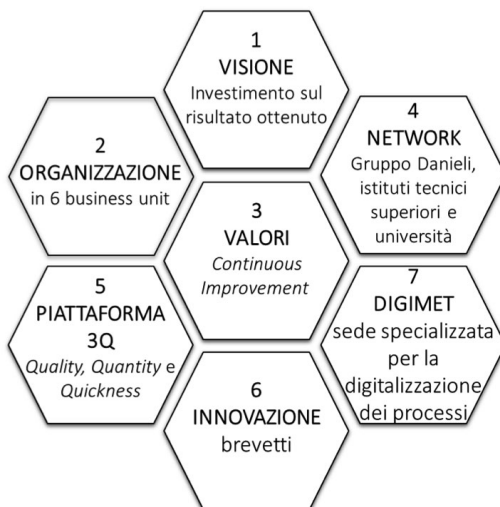 1
VISIONE
Investimento sul
risultato ottenuto
2
ORGANIZZAZIONE
in 6 business unit
3
VALORI
Continuous
Improvement
4
NETWORK
Gruppo Danieli,
istituti tecnici
superiori e
università
5
PIATTAFORMA
3Q
Quality, Quantity e
Quickness
6
INNOVAZIONE
brevetti
7
DIGIMET
sede specializzata
per la
digitalizzazione
dei processi